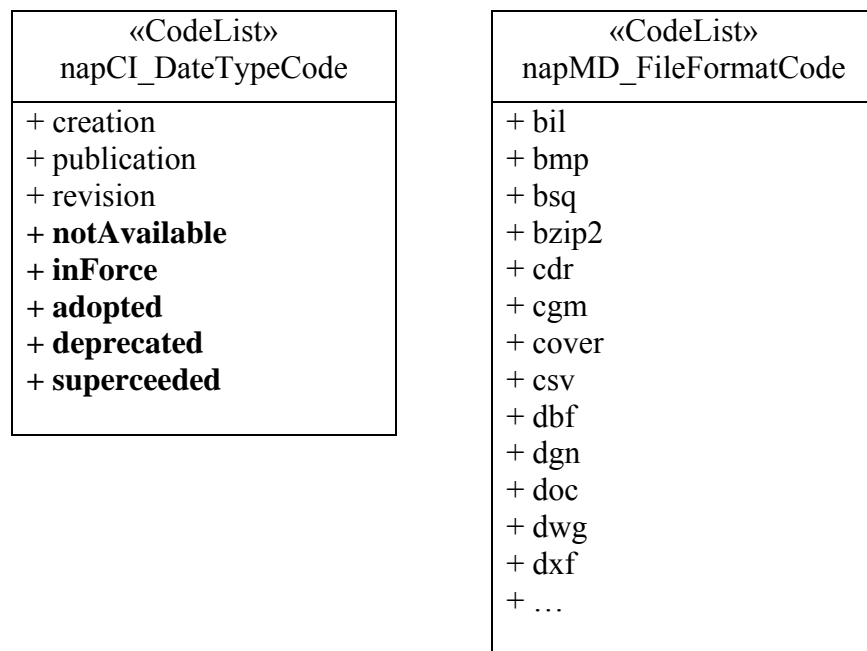 «CodeList»
napCI_DateTypeCode
+ creation
+ publication
+ revision
+ notAvailable
+ inForce
+ adopted
+ deprecated
+ superceeded
«CodeList»
napMD_FileFormatCode
+ bil
+ bmp
+ bsq
+ bzip2
+ cdr
+ cgm
+ cover
+ csv
+ dbf
+ dgn
+ doc
+ dwg
+ dxf
+ …